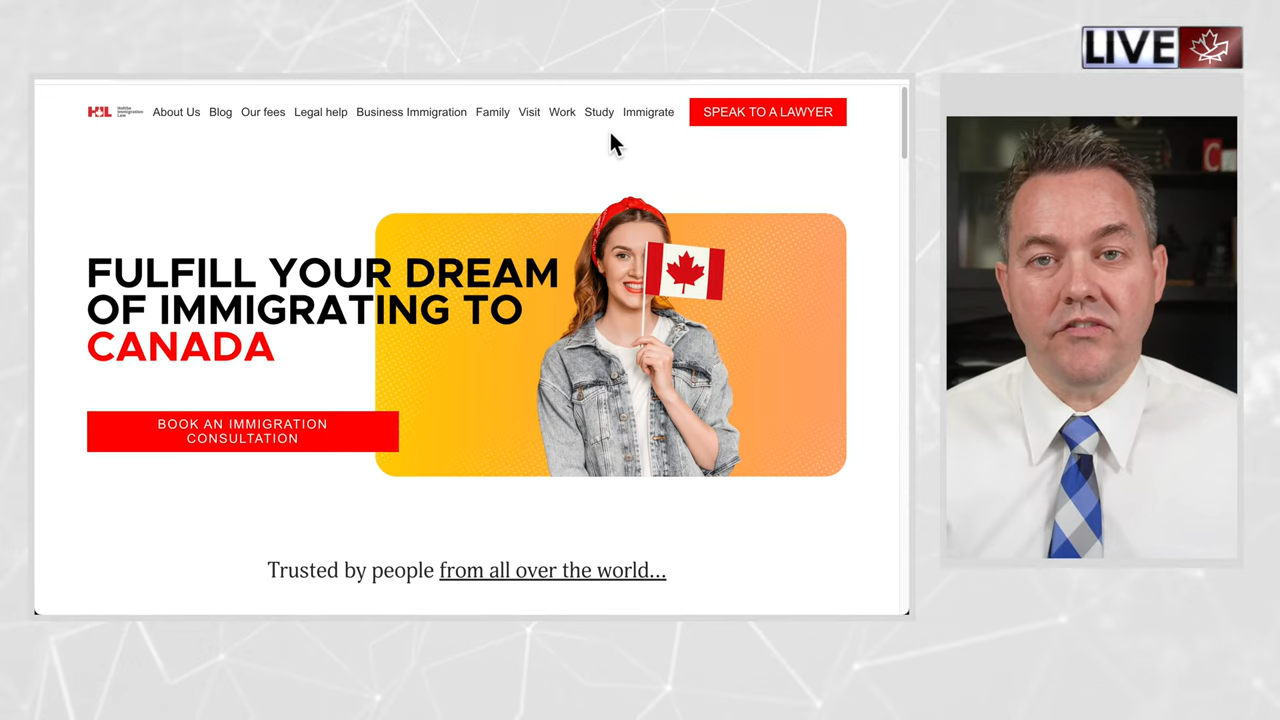 LIVE
HIL
Holthe
Immigration
Law
About Us Blog Our fees Legal help Business Immigration Family Visit Work Study Immigrate SPEAK TO A LAWYER
FULFILL YOUR DREAM
OF IMMIGRATING TO
CANADA
BOOK AN IMMIGRATION
CONSULTATION
Trusted by people from all over the world...
C